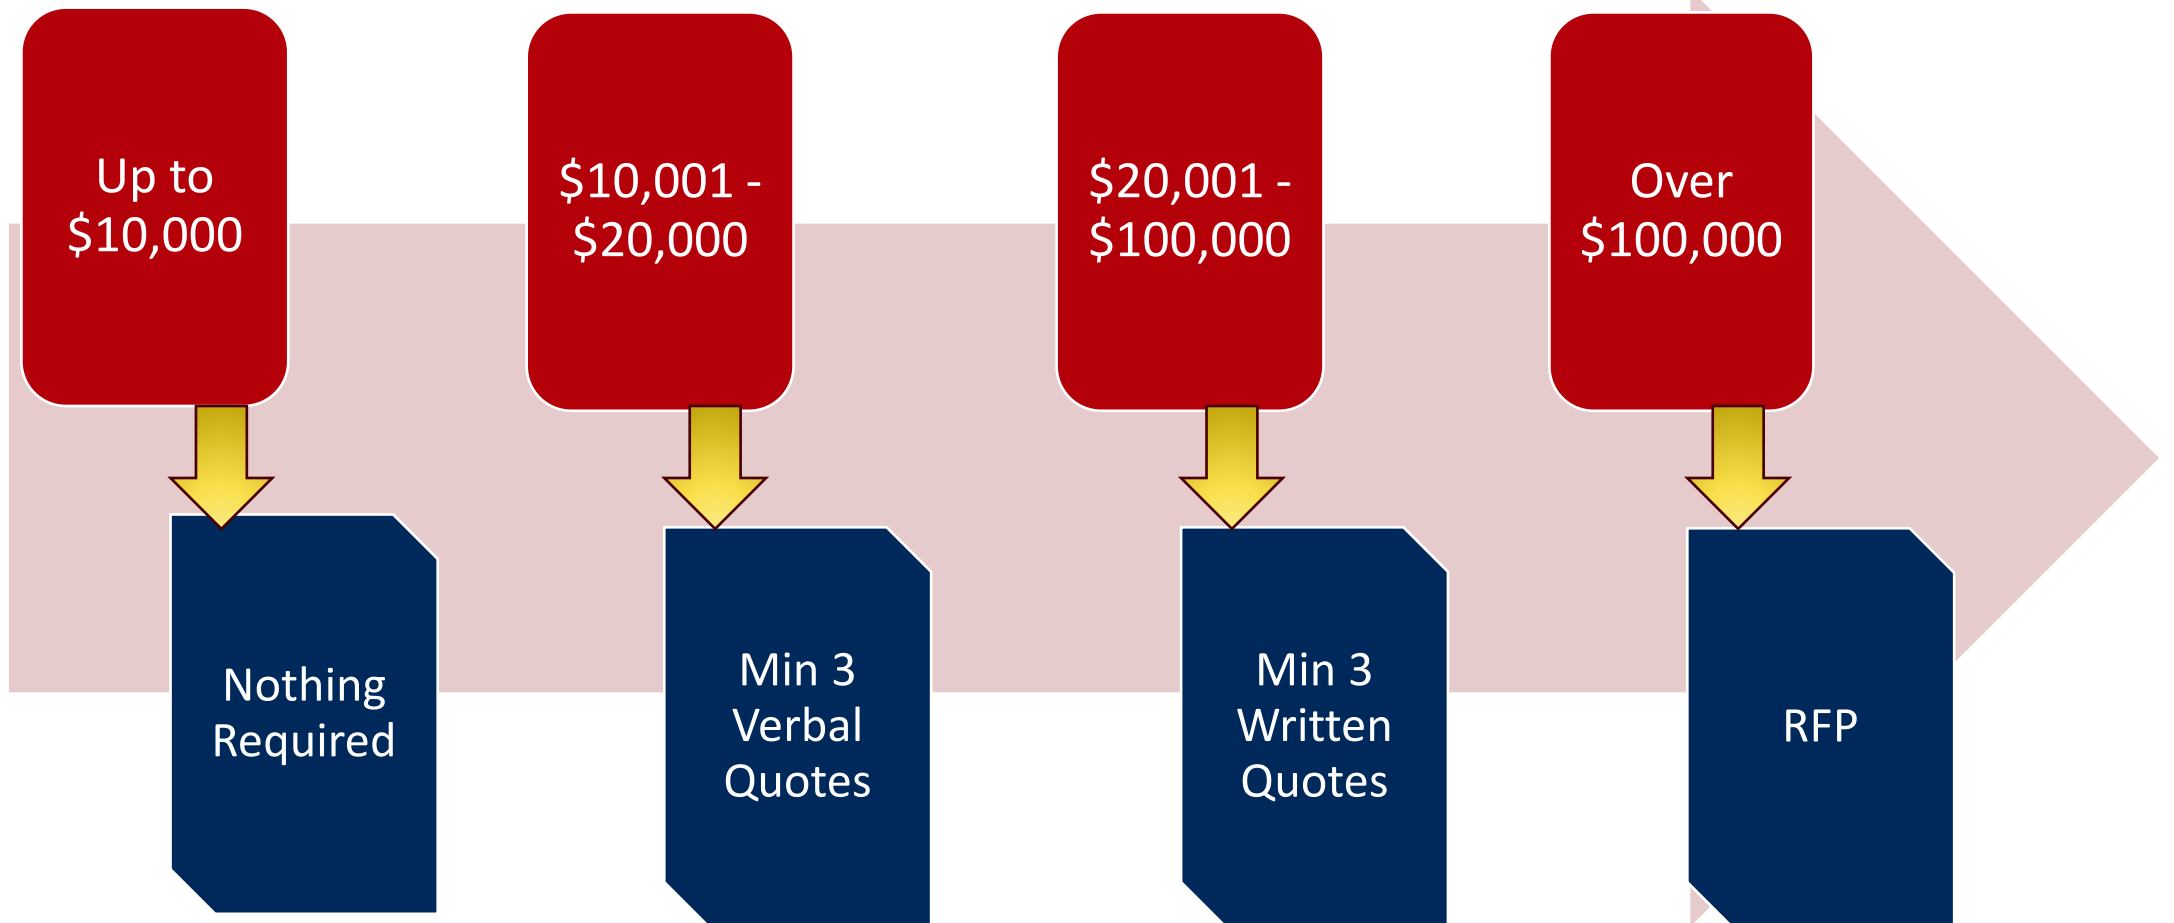 Up to
$10,000
$10,001 -
$20,000
$20,001 -
$100,000
Over
$100,000
Nothing
Required
Min 3
Verbal
Quotes
Min 3
Written
Quotes
RFP